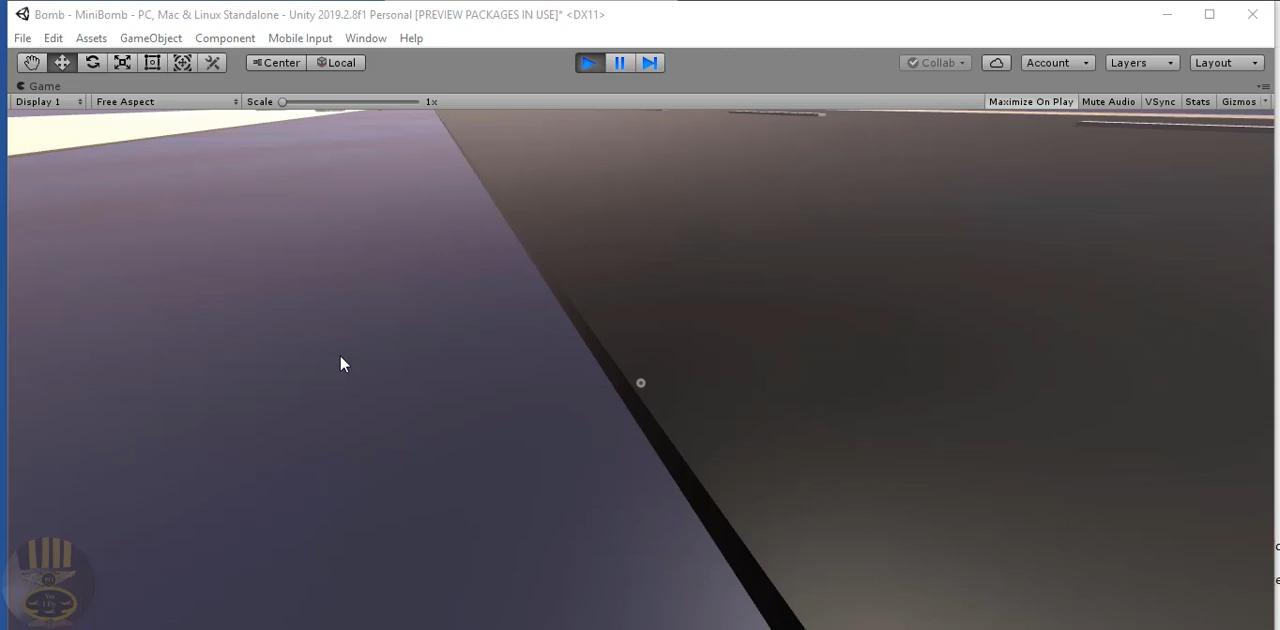 Bomb - MiniBomb - PC, Mac & Linux Standalone - Unity 2019.2.8f1 Personal [PREVIEW PACKAGES IN USE]* <DX11>
File Edit Assets GameObject Component Mobile Input Window Help
Center Local Collab Account Layers Layout
Game
Display 1 Free Aspect Scale 1x Maximize On Play Mute Audio VSync Stats Gizmos